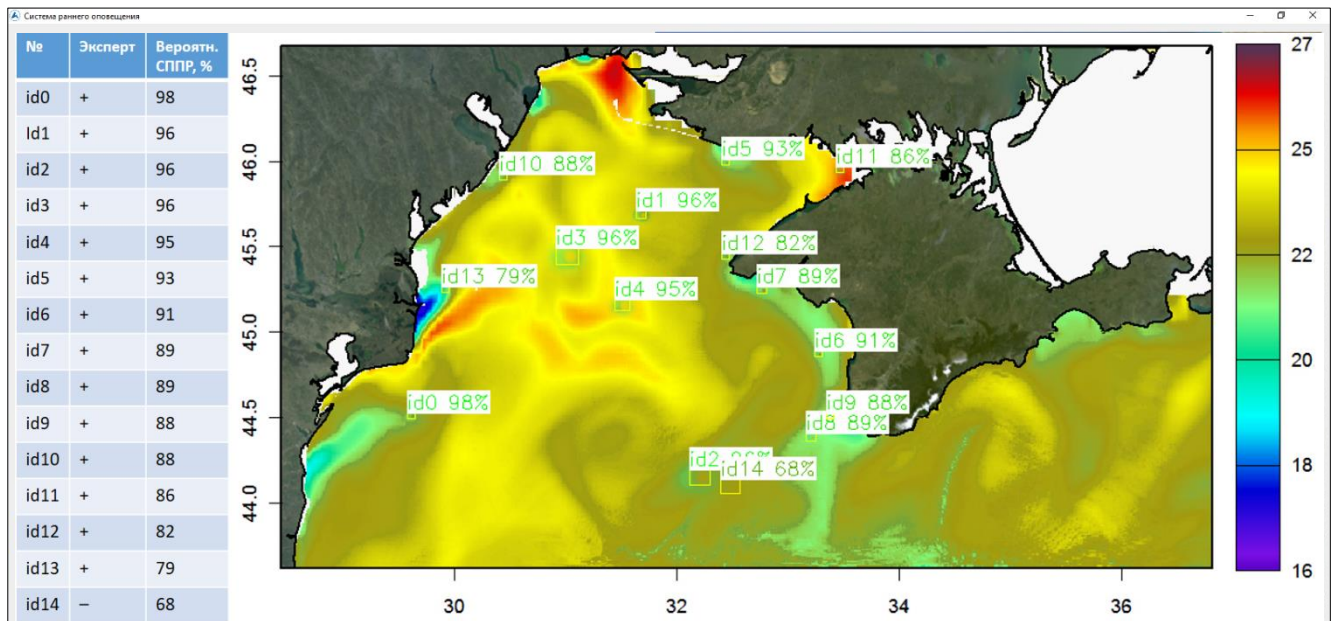 Система раннего оповещения
№ Эксперт Вероятн. СППР, %
id0 + 98
Id1 + 96
id2 + 96
id3 + 96
id4 + 95
id5 + 93
id6 + 91
id7 + 89
id8 + 89
id9 + 88
id10 + 88
id11 + 86
id12 + 82
id13 + 79
id14 – 68
46.5
46.0
45.5
45.0
44.5
44.0
id5 93%
id11 86%
id10 88%
id1 96%
id3 96%
id12 82%
id13 79%
id7 89%
id4 95%
id6 91%
id0 98%
id9 88%
id8 89%
id2
id14 68%
30 32 34 36
27
25
22
20
18
16